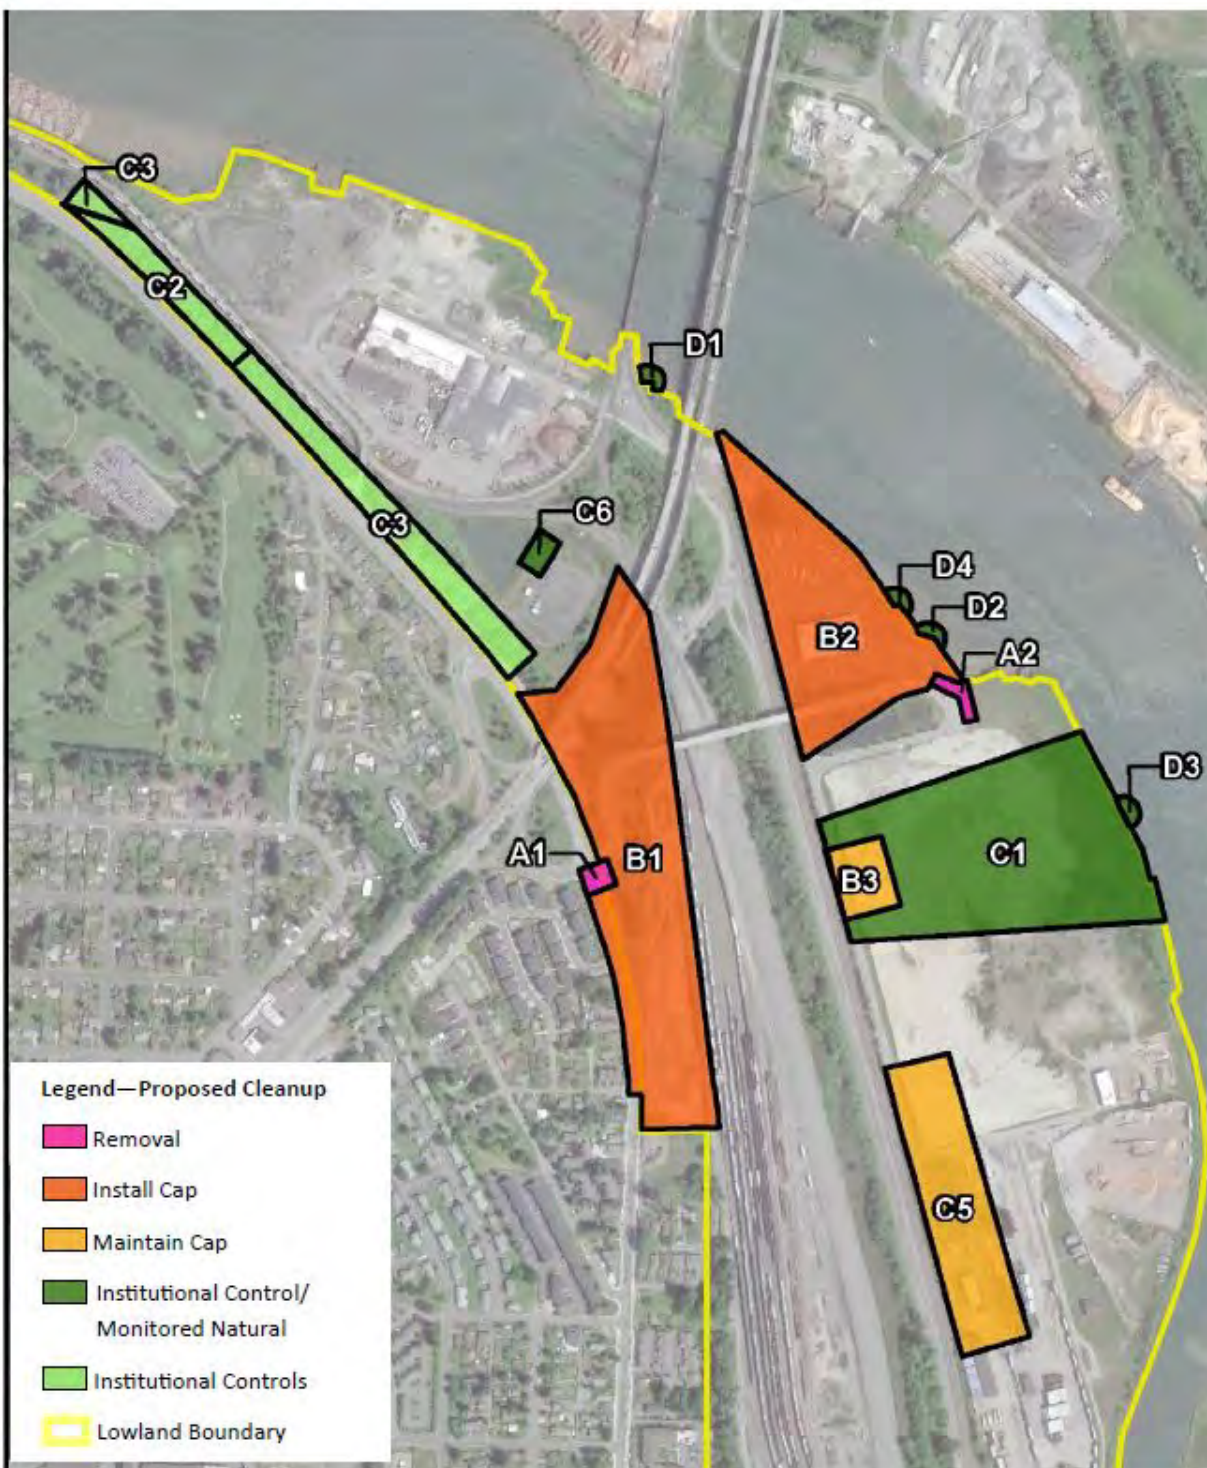 C3
C2
D1
C3
C6
D4
D2
B2
A2
D3
A1
B1
C1
B3
Legend—Proposed Cleanup
Removal
Install Cap
Maintain Cap
Institutional Control/
Monitored Natural
Institutional Controls
Lowland Boundary
C5